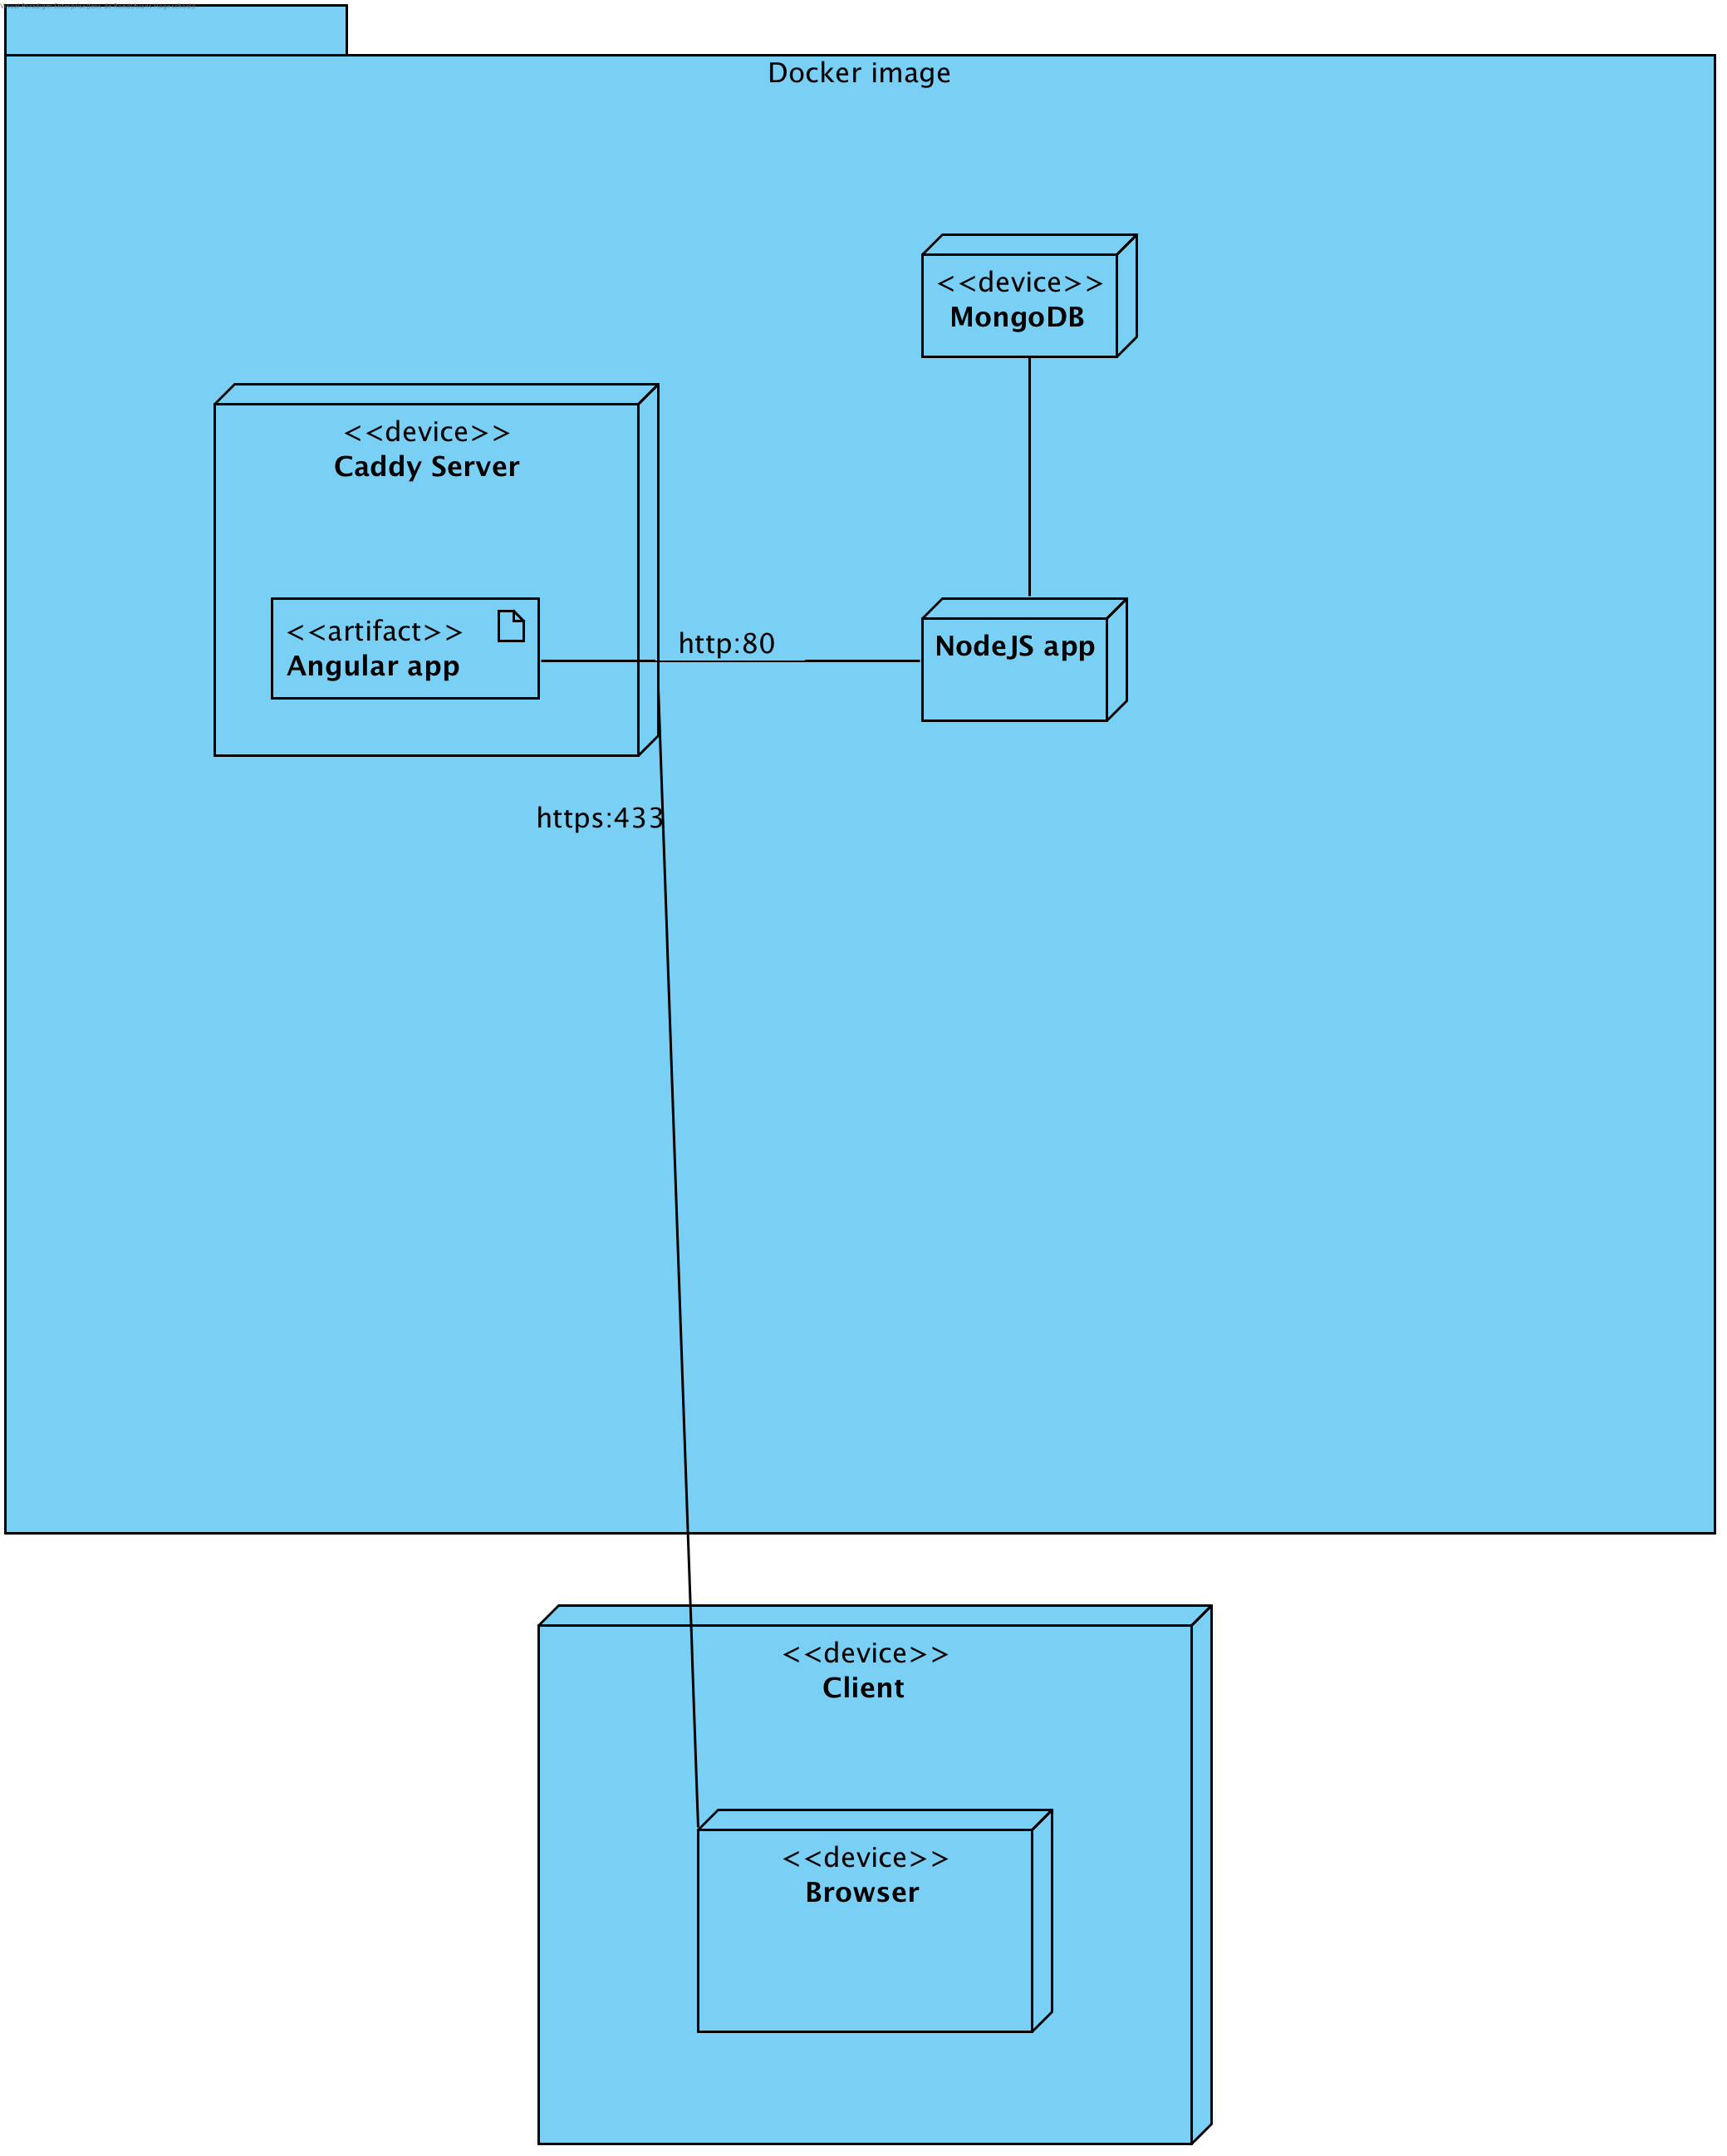 Docker image
<<device>>
MongoDB
<<device>>
Caddy Server
<<artifact>>
Angular app
http:80
NodeJS app
https:433
<<device>>
Client
<<device>>
Browser